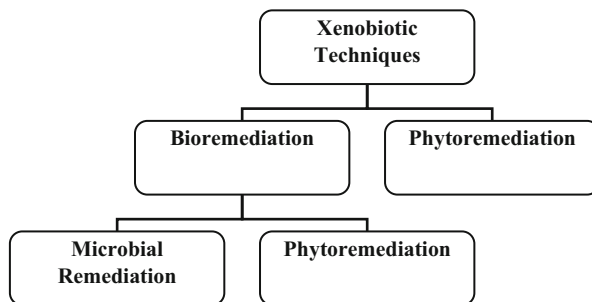 Xenobiotic
Techniques
Bioremediation
Phytoremediation
Microbial
Remediation
Phytoremediation